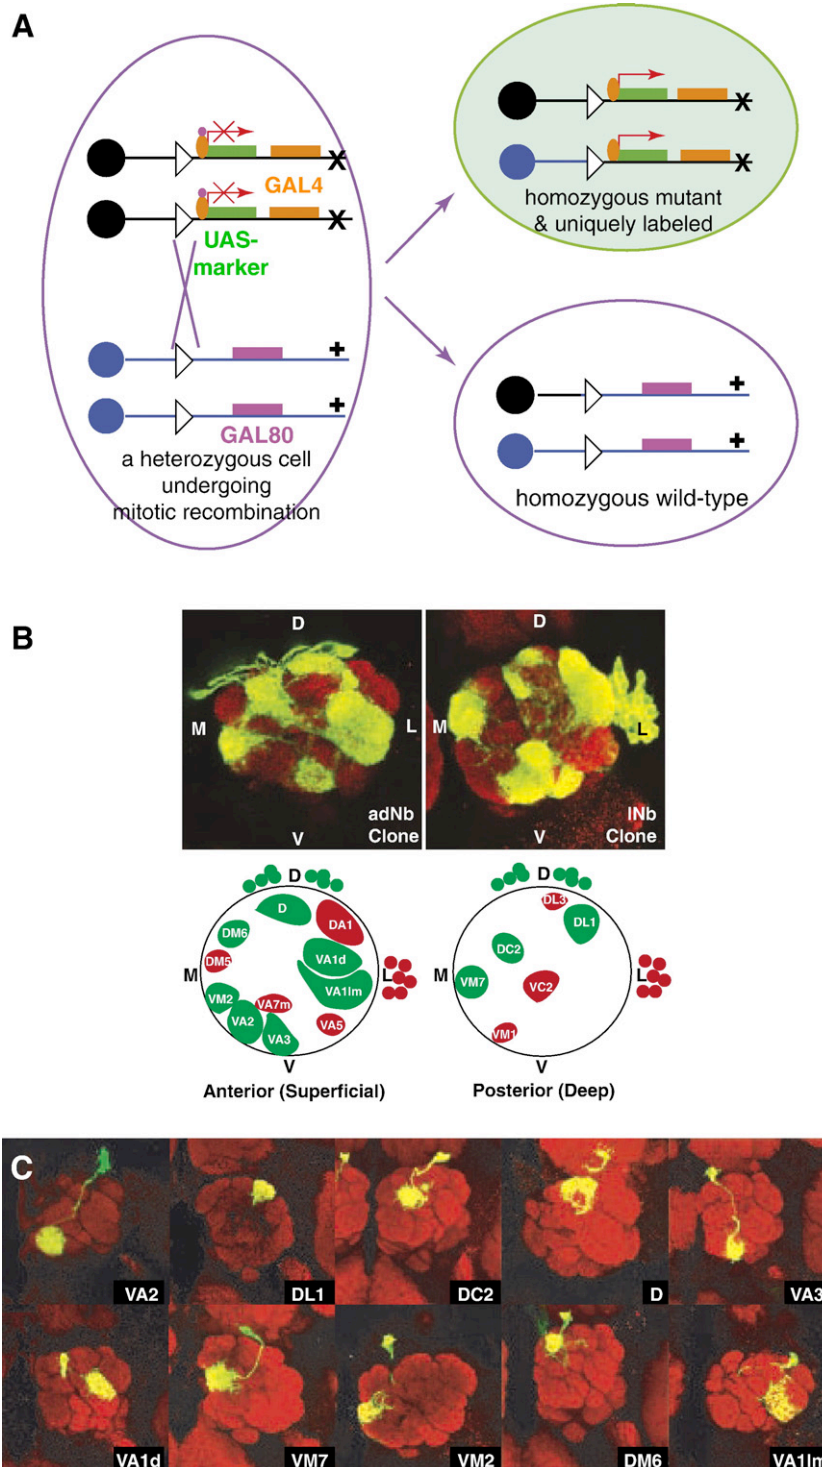 A
GAL4
UAS-
marker
GAL80
a heterozygous cell
undergoing
mitotic recombination
X
X
+
+
X
X
homozygous mutant
& uniquely labeled
+
+
homozygous wild-type
B
D
M
L
V
adNb
Clone
D
M
L
V
lNb
Clone
D
D
DA1
DM6
VA1d
DM5
M
L
VA1lm
VM2
VA7m
VA2
VA5
VA3
V
Anterior (Superficial)
D
DL3
DL1
DC2
M
L
VM7
VC2
VM1
V
Posterior (Deep)
C
VA2
DL1
DC2
D
VA3
VA1d
VM7
VM2
DM6
VA1lm